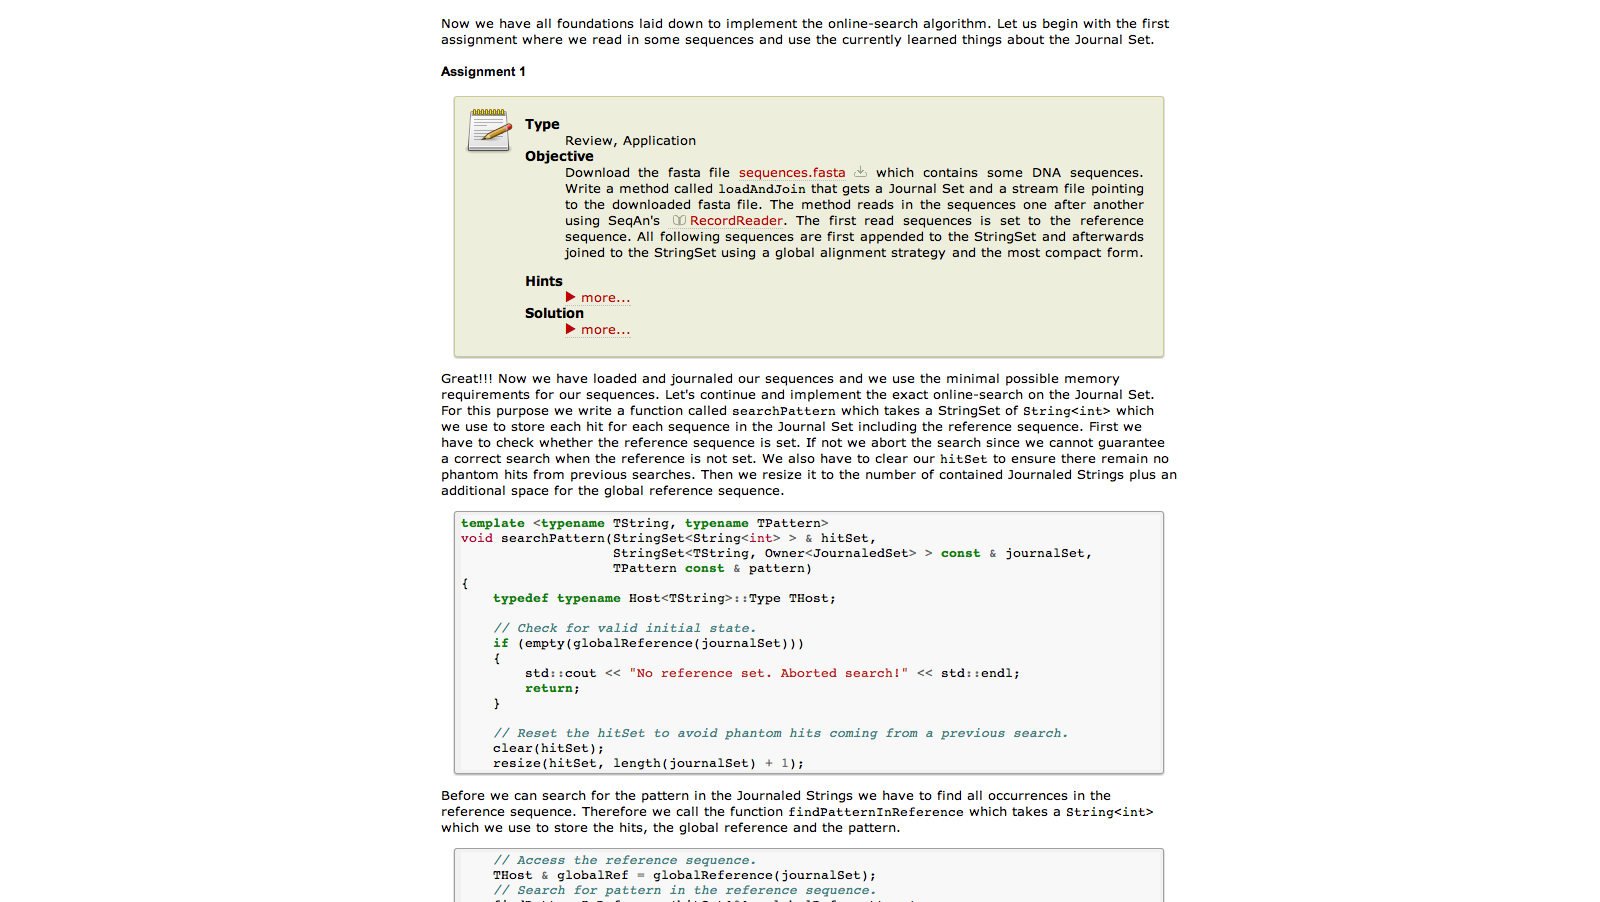 Now we have all foundations laid down to implement the online-search algorithm. Let us begin with the first
assignment where we read in some sequences and use the currently learned things about the Journal Set.
Assignment 1
Type
Review, Application
Objective
Download the fasta file sequences.fasta which contains some DNA sequences.
Write a method called loadAndJoin that gets a Journal Set and a stream file pointing
to the downloaded fasta file. The method reads in the sequences one after another
using SeqAn's RecordReader. The first read sequences is set to the reference
sequence. All following sequences are first appended to the StringSet and afterwards
joined to the StringSet using a global alignment strategy and the most compact form.
Hints
more...
Solution
more...
Great!!! Now we have loaded and journaled our sequences and we use the minimal possible memory
requirements for our sequences. Let's continue and implement the exact online-search on the Journal Set.
For this purpose we write a function called searchPattern which takes a StringSet of String<int> which
we use to store each hit for each sequence in the Journal Set including the reference sequence. First we
have to check whether the reference sequence is set. If not we abort the search since we cannot guarantee
a correct search when the reference is not set. We also have to clear our hitSet to ensure there remain no
phantom hits from previous searches. Then we resize it to the number of contained Journaled Strings plus an
additional space for the global reference sequence.
template <typename TString, typename TPattern>
void searchPattern(StringSet<String<int> > & hitSet,
StringSet<TString, Owner<JournaledSet> > const & journalSet,
TPattern const & pattern)
{
typedef typename Host<TString>::Type THost;
// Check for valid initial state.
if (empty(globalReference(journalSet)))
{
std::cout << "No reference set. Aborted search!" << std::endl;
return;
}
// Reset the hitSet to avoid phantom hits coming from a previous search.
clear(hitSet);
resize(hitSet, length(journalSet) + 1);
Before we can search for the pattern in the Journaled Strings we have to find all occurrences in the
reference sequence. Therefore we call the function findPatternInReference which takes a String<int>
which we use to store the hits, the global reference and the pattern.
// Access the reference sequence.
THost & globalRef = globalReference(journalSet);
// Search for pattern in the reference sequence.